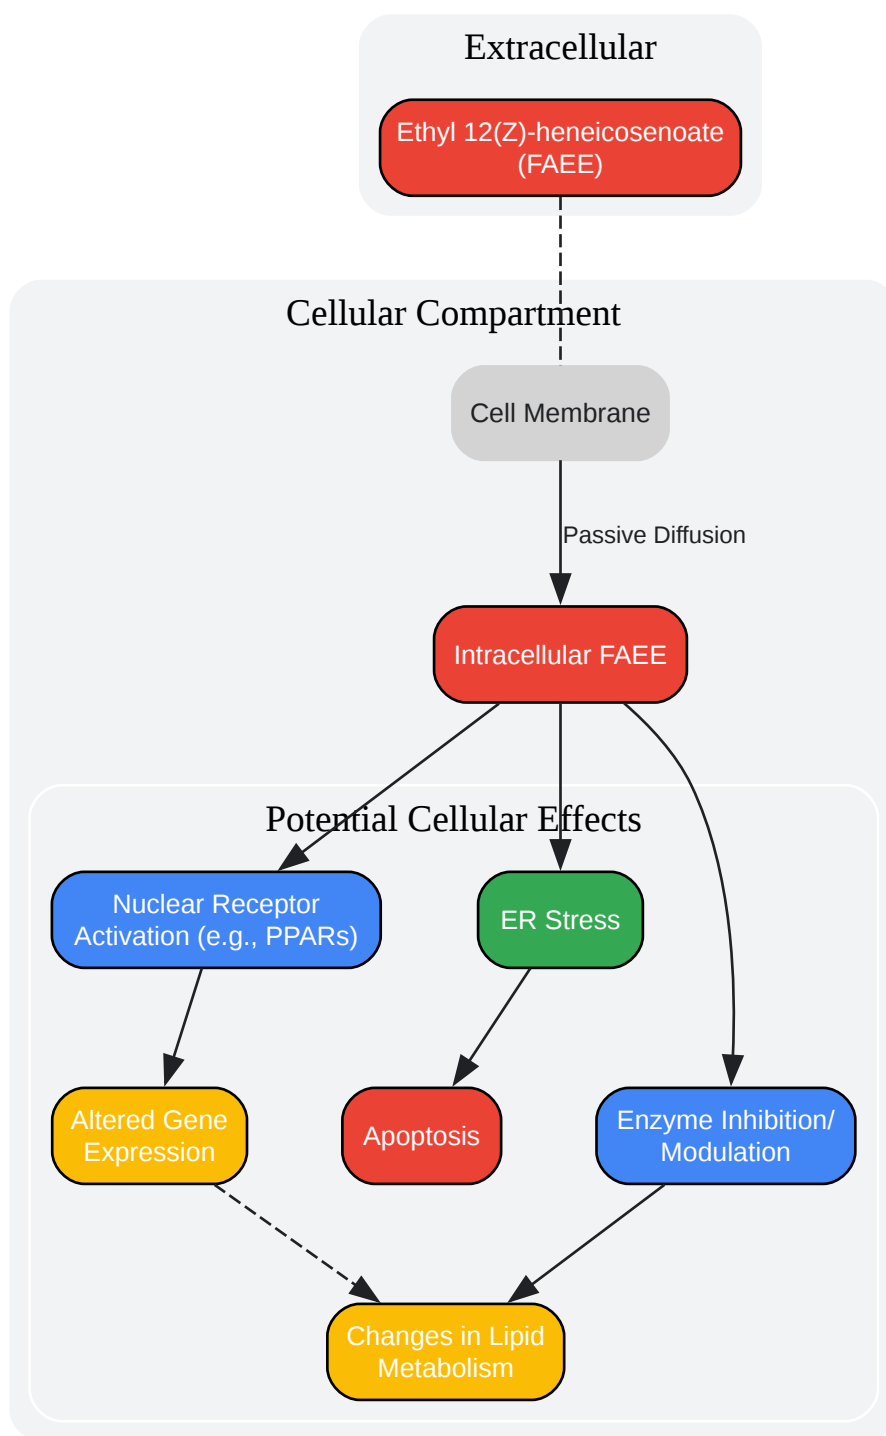 Extracellular
Ethyl 12(Z)-heneicosenoate
(FAEE)
Cellular Compartment
Cell Membrane
Passive Diffusion
Intracellular FAEE
Potential Cellular Effects
Nuclear Receptor
Activation (e.g., PPARs)
ER Stress
Altered Gene
Expression
Apoptosis
Enzyme Inhibition/
Modulation
Changes in Lipid
Metabolism